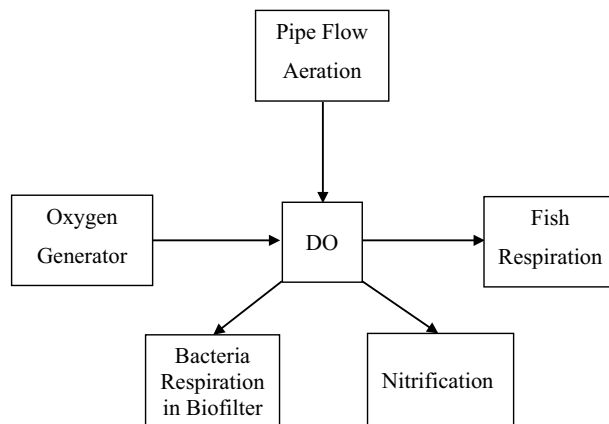 Pipe Flow
Aeration
Oxygen
Generator
DO
Fish
Respiration
Bacteria
Respiration
in Biofilter
Nitrification